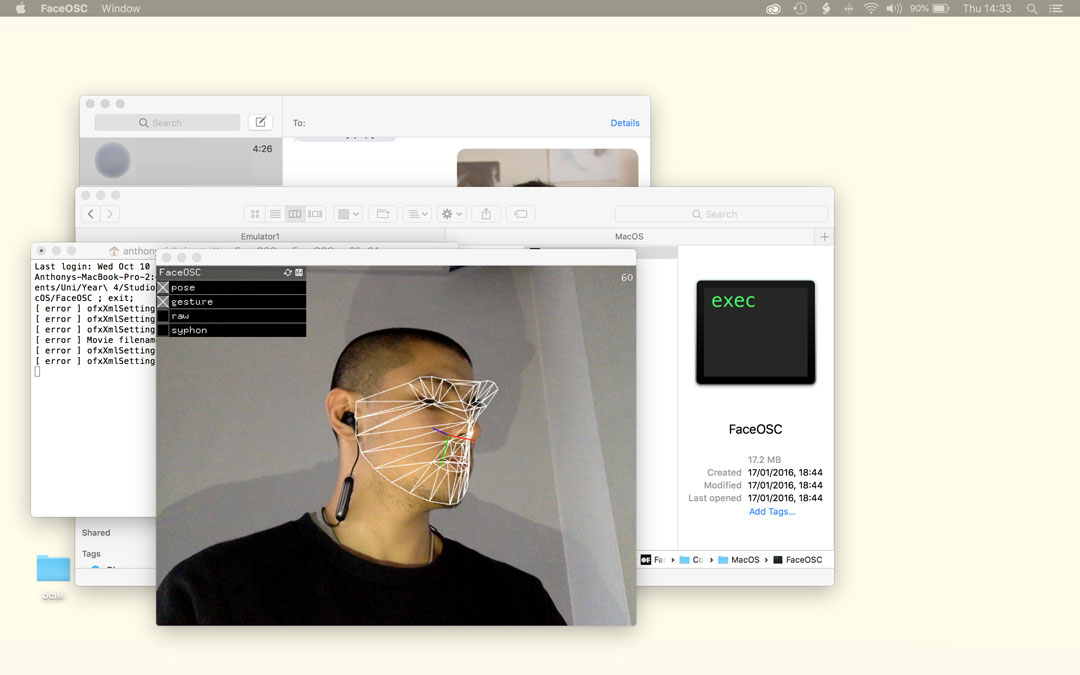 FaceOSC Window 90% Thu 14:33
Search
To:
Details
4:26
Search
Emulator1
MacOS
Last login: Wed Oct 10
Anthonys-MacBook-Pro-2:
ents/Uni/Year\ 4/Studio
cOS/FaceOSC ; exit;
[ error ] ofxXmlSetting
[ error ] ofxXmlSetting
[ error ] ofxXmlSetting
[ error ] Movie filenam
[ error ] ofxXmlSetting
[ error ] ofxXmlSetting
FaceOSC
60
pose
gesture
raw
syphon
exec
FaceOSC
17.2 MB
Created 17/01/2016, 18:44
Modified 17/01/2016, 18:44
Last opened 17/01/2016, 18:44
Add Tags...
Shared
Tags
Fa › Co › MacOS › FaceOSC
DCIM